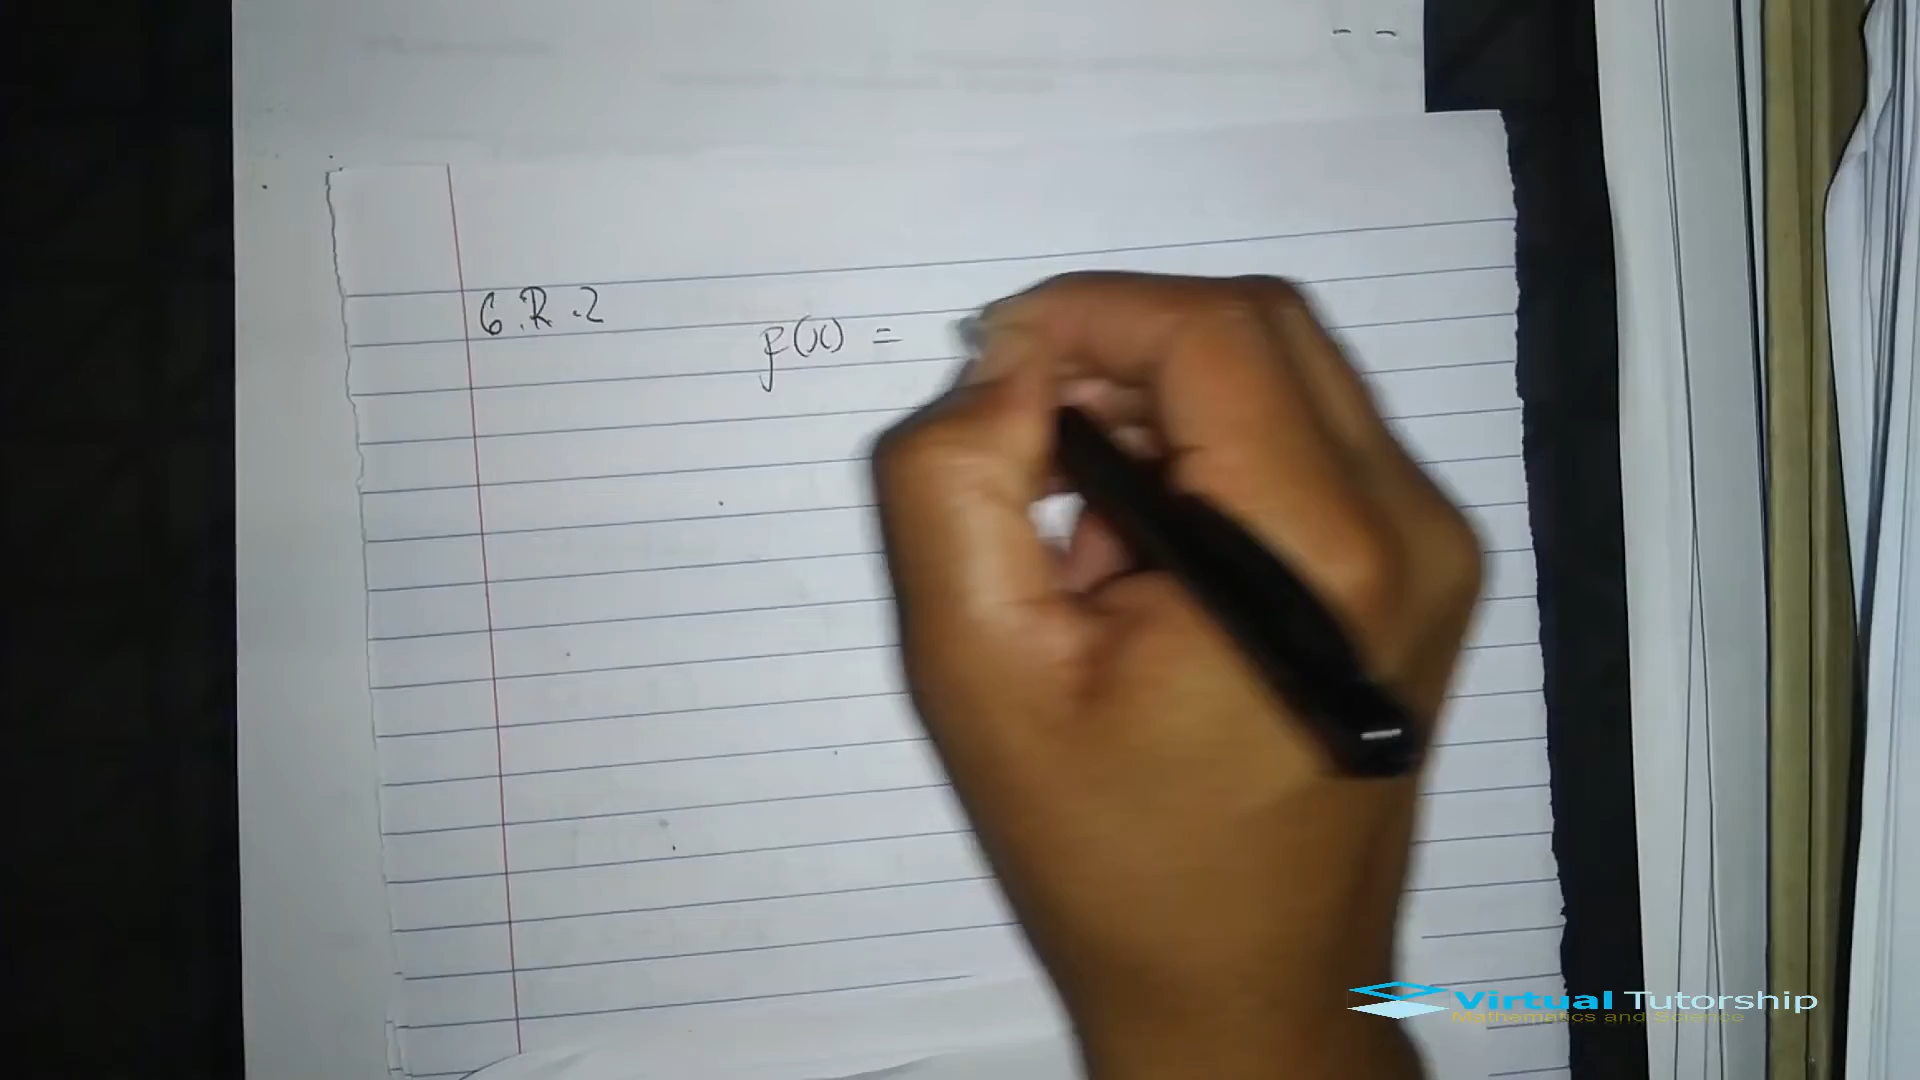 6.R.2
f(x) =
Virtual Tutorship
Mathematics and Science